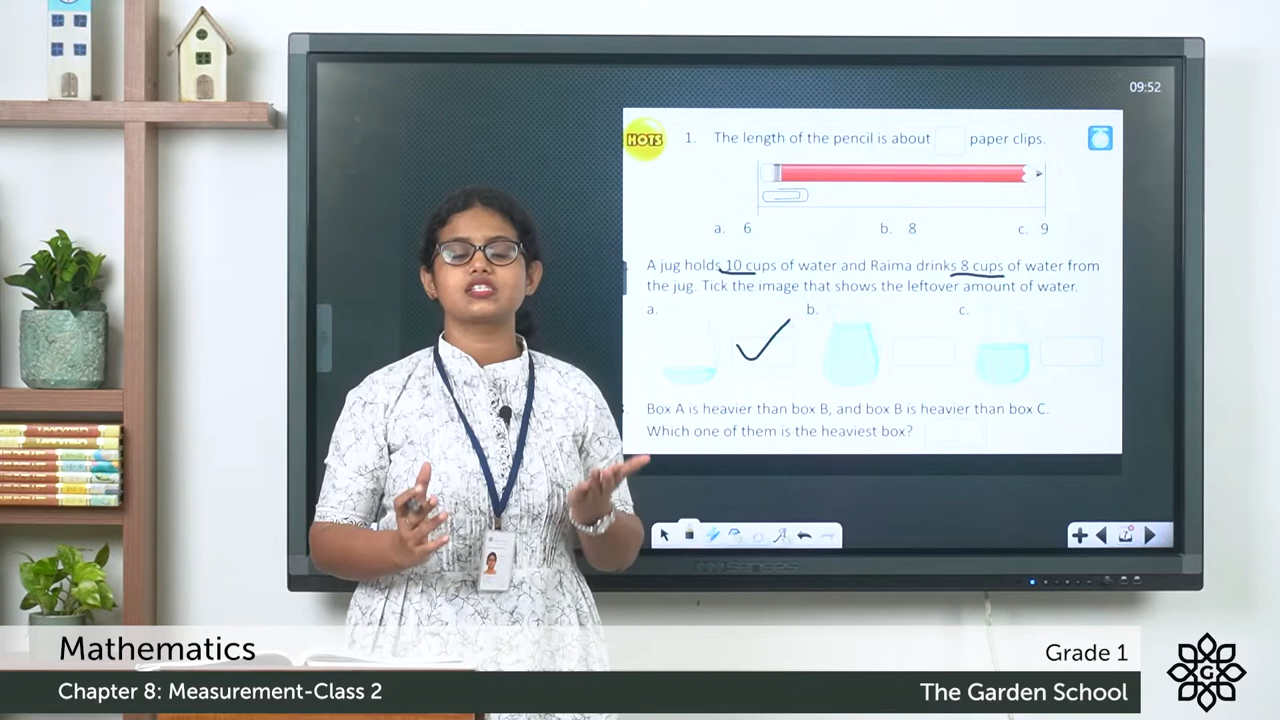 09:52
HOTS
1. The length of the pencil is about paper clips.
a. 6 b. 8 c. 9
A jug holds 10 cups of water and Raima drinks 8 cups of water from
the jug. Tick the image that shows the leftover amount of water.
a. b. c.
Box A is heavier than box B, and box B is heavier than box C.
Which one of them is the heaviest box?
Mathematics
Grade 1
Chapter 8: Measurement-Class 2
The Garden School
G